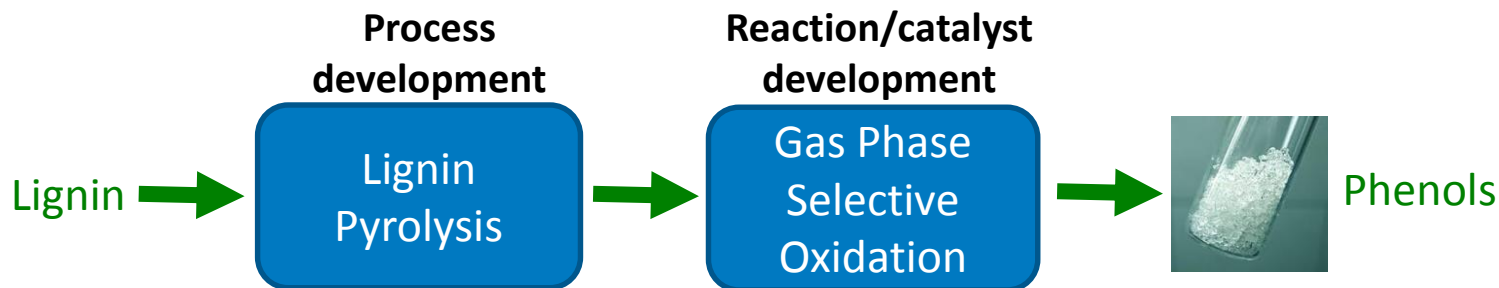 Process
development
Reaction/catalyst
development
Lignin
Lignin
Pyrolysis
Gas Phase
Selective
Oxidation
Phenols